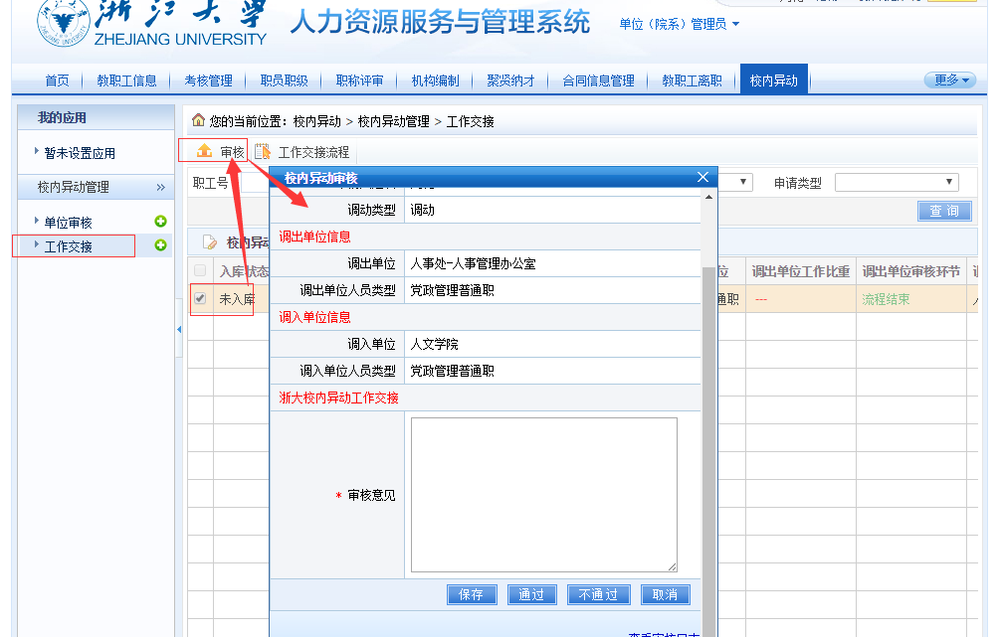 浙江大學
ZHEJIANG UNIVERSITY
人力资源服务与管理系统
单位（院系）管理员
首页 教职工信息 考核管理 职员职级 职称评审 机构编制 聚贤纳才 合同信息管理 教职工离职 校内异动 更多
我的应用
暂未设置应用
校内异动管理
单位审核
工作交接
您的当前位置：校内异动 > 校内异动管理 > 工作交接
审核 工作交接流程
职工号 申请类型
查 询
校内异动
入库状态 位 调出单位工作比重 调出单位审核环节
未入库 通职 --- 流程结束
校内异动审核
调动类型 调动
调出单位信息
调出单位 人事处-人事管理办公室
调出单位人员类型 党政管理普通职
调入单位信息
调入单位 人文学院
调入单位人员类型 党政管理普通职
浙大校内异动工作交接
* 审核意见
保存 通过 不通过 取消